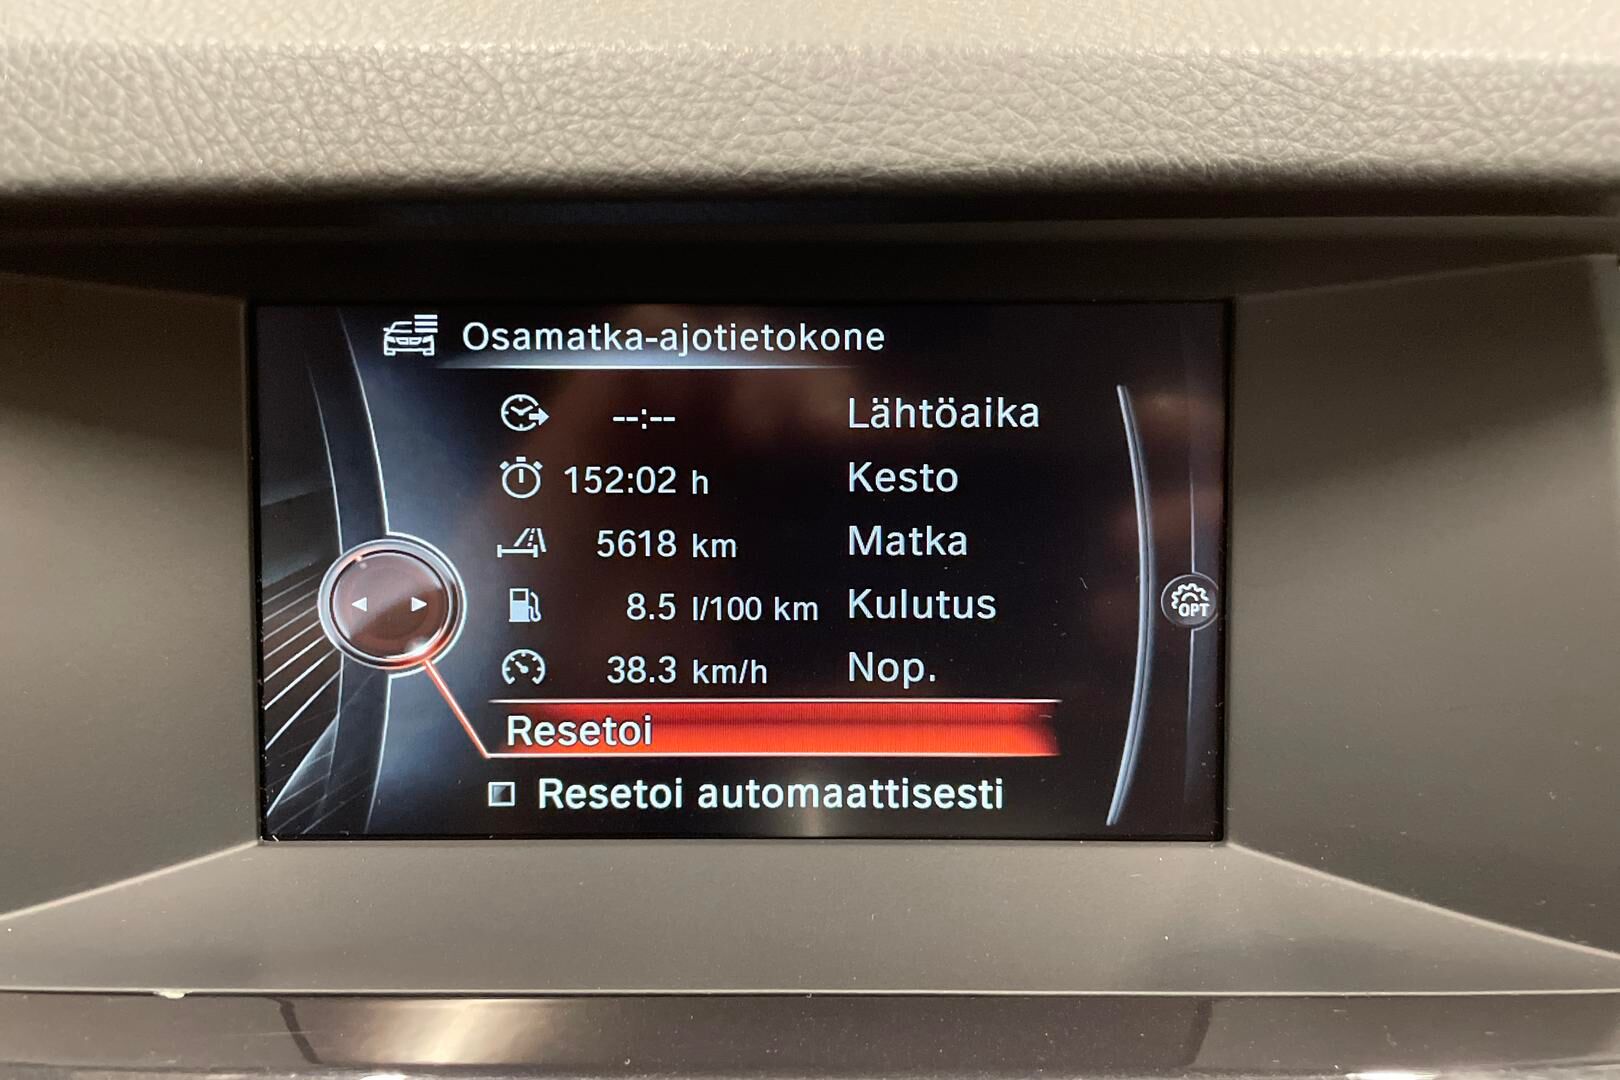 Osamatka-ajotietokone
--:-- Lähtöaika
152:02 h Kesto
5618 km Matka
8.5 l/100 km Kulutus
38.3 km/h Nop.
OPT
Resetoi
Resetoi automaattisesti